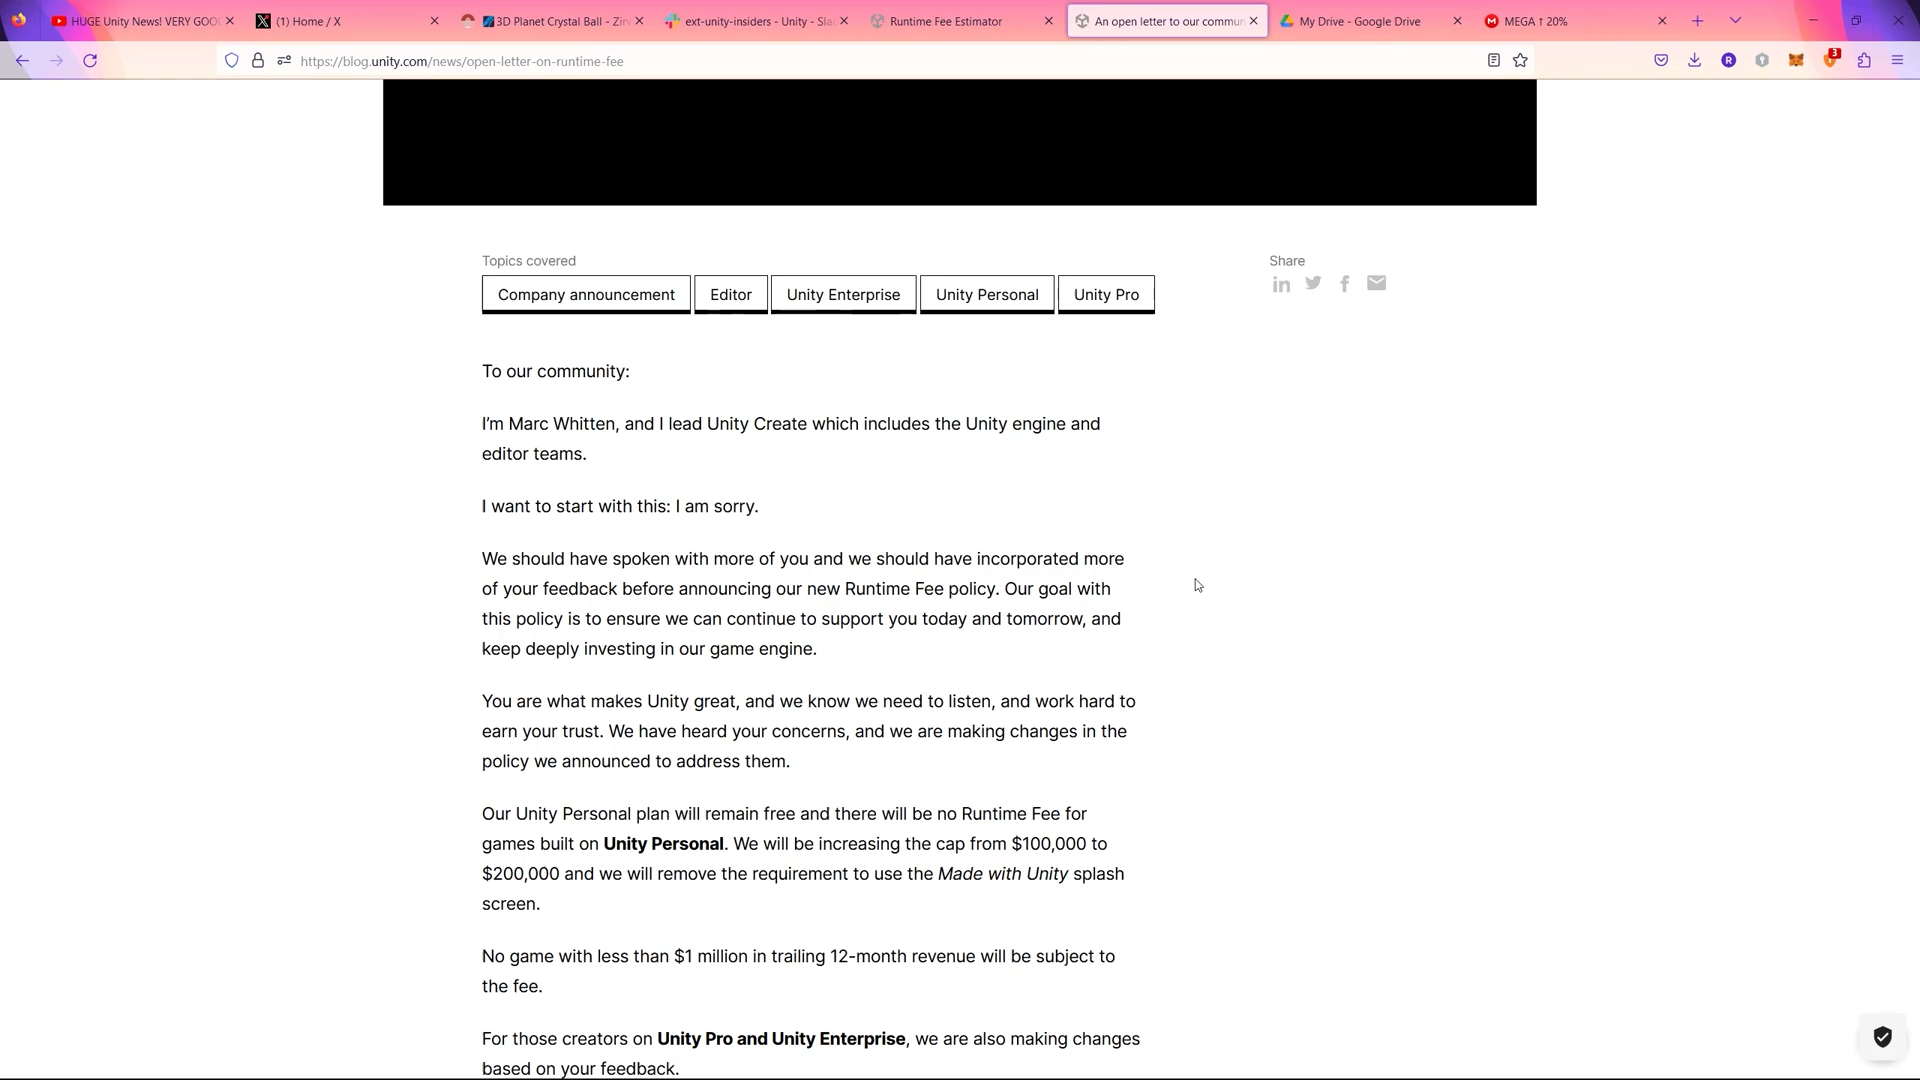 HUGE Unity News! VERY GOO
(1) Home / X
3D Planet Crystal Ball - Zin
ext-unity-insiders - Unity - Sla
Runtime Fee Estimator
An open letter to our commun
My Drive - Google Drive
MEGA ↑ 20%
https://blog.unity.com/news/open-letter-on-runtime-fee
R
3
Topics covered
Share
Company announcement
Editor
Unity Enterprise
Unity Personal
Unity Pro
To our community:
I'm Marc Whitten, and I lead Unity Create which includes the Unity engine and
editor teams.
I want to start with this: I am sorry.
We should have spoken with more of you and we should have incorporated more
of your feedback before announcing our new Runtime Fee policy. Our goal with
this policy is to ensure we can continue to support you today and tomorrow, and
keep deeply investing in our game engine.
You are what makes Unity great, and we know we need to listen, and work hard to
earn your trust. We have heard your concerns, and we are making changes in the
policy we announced to address them.
Our Unity Personal plan will remain free and there will be no Runtime Fee for
games built on Unity Personal. We will be increasing the cap from $100,000 to
$200,000 and we will remove the requirement to use the Made with Unity splash
screen.
No game with less than $1 million in trailing 12-month revenue will be subject to
the fee.
For those creators on Unity Pro and Unity Enterprise, we are also making changes
based on your feedback.